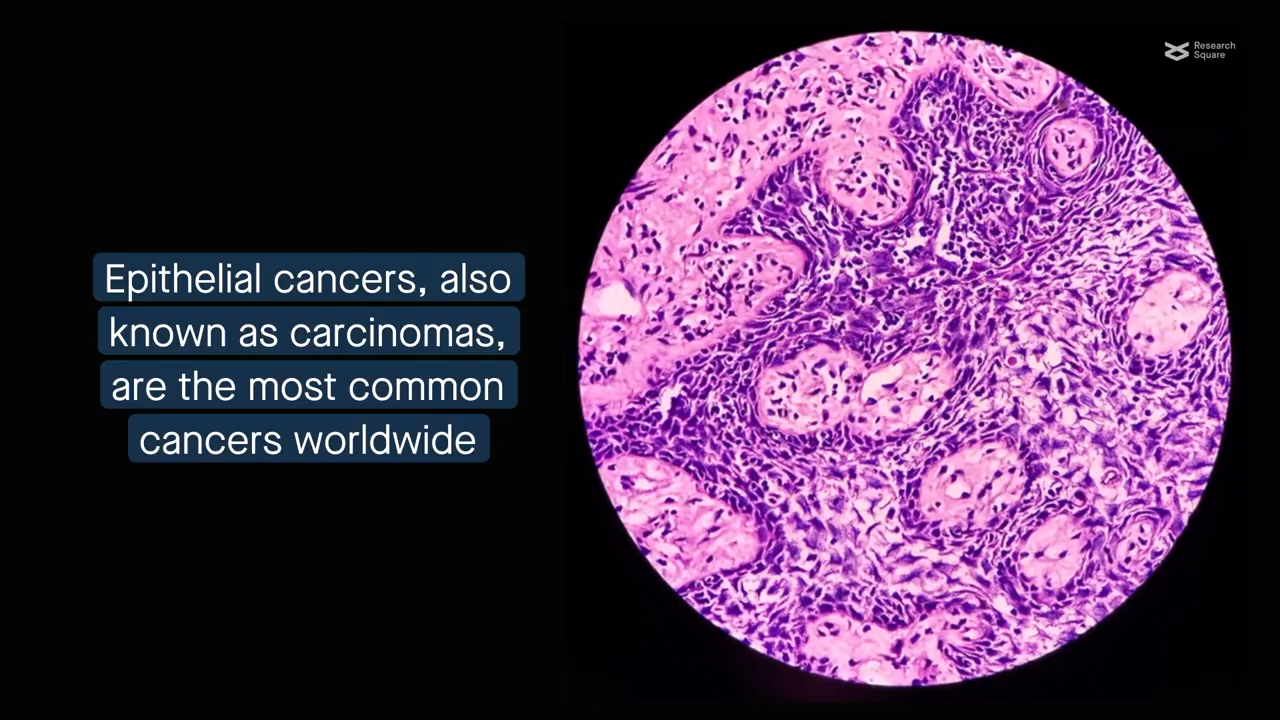 Research
Square
Epithelial cancers, also
known as carcinomas,
are the most common
cancers worldwide